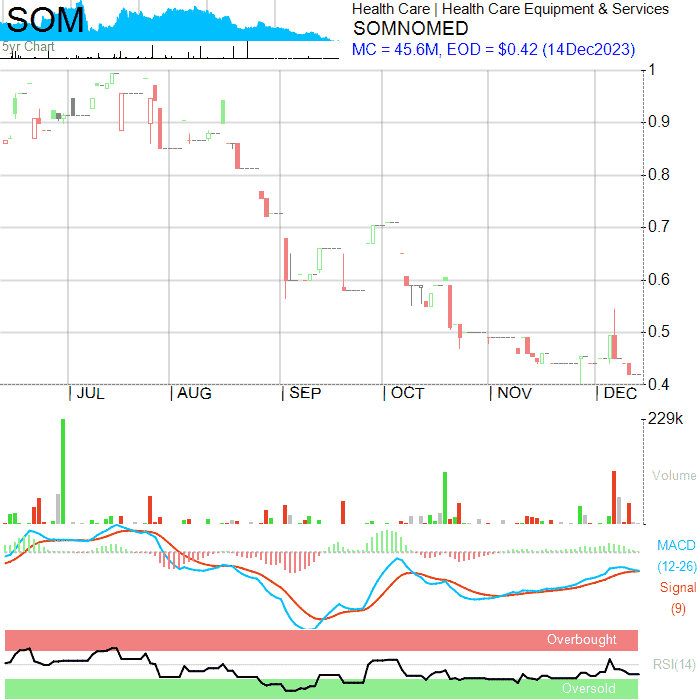 SOM
5yr Chart
Health Care | Health Care Equipment & Services
SOMNOMED
MC = 45.6M, EOD = $0.42 (14Dec2023)
1
0.9
0.8
0.7
0.6
0.5
0.4
| JUL | AUG | SEP | OCT | NOV | DEC
229k
Volume
MACD
(12-26)
Signal
(9)
Overbought
RSI(14)
Oversold